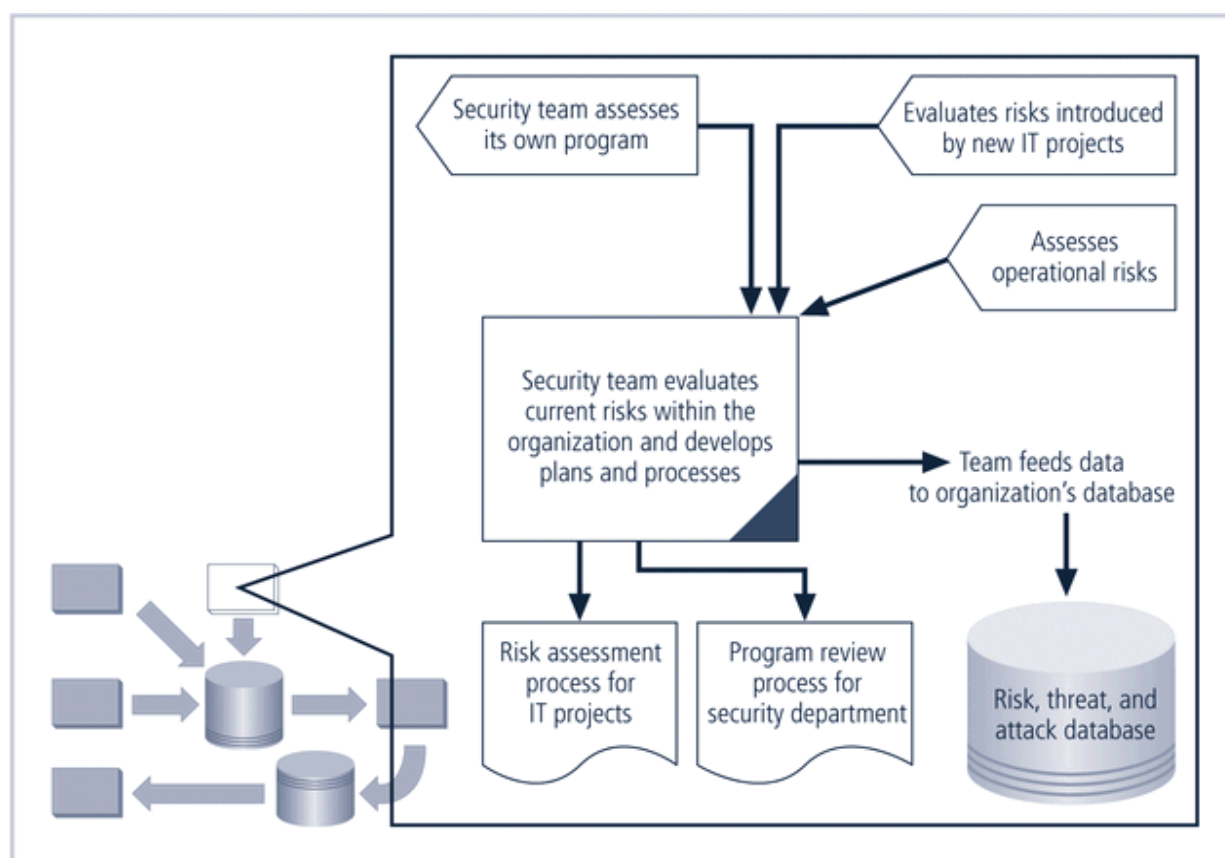 Security team assesses
its own program
Evaluates risks introduced
by new IT projects
Assesses
operational risks
Security team evaluates
current risks within the
organization and develops
plans and processes
Team feeds data
to organization’s database
Risk assessment
process for
IT projects
Program review
process for
security department
Risk, threat, and
attack database